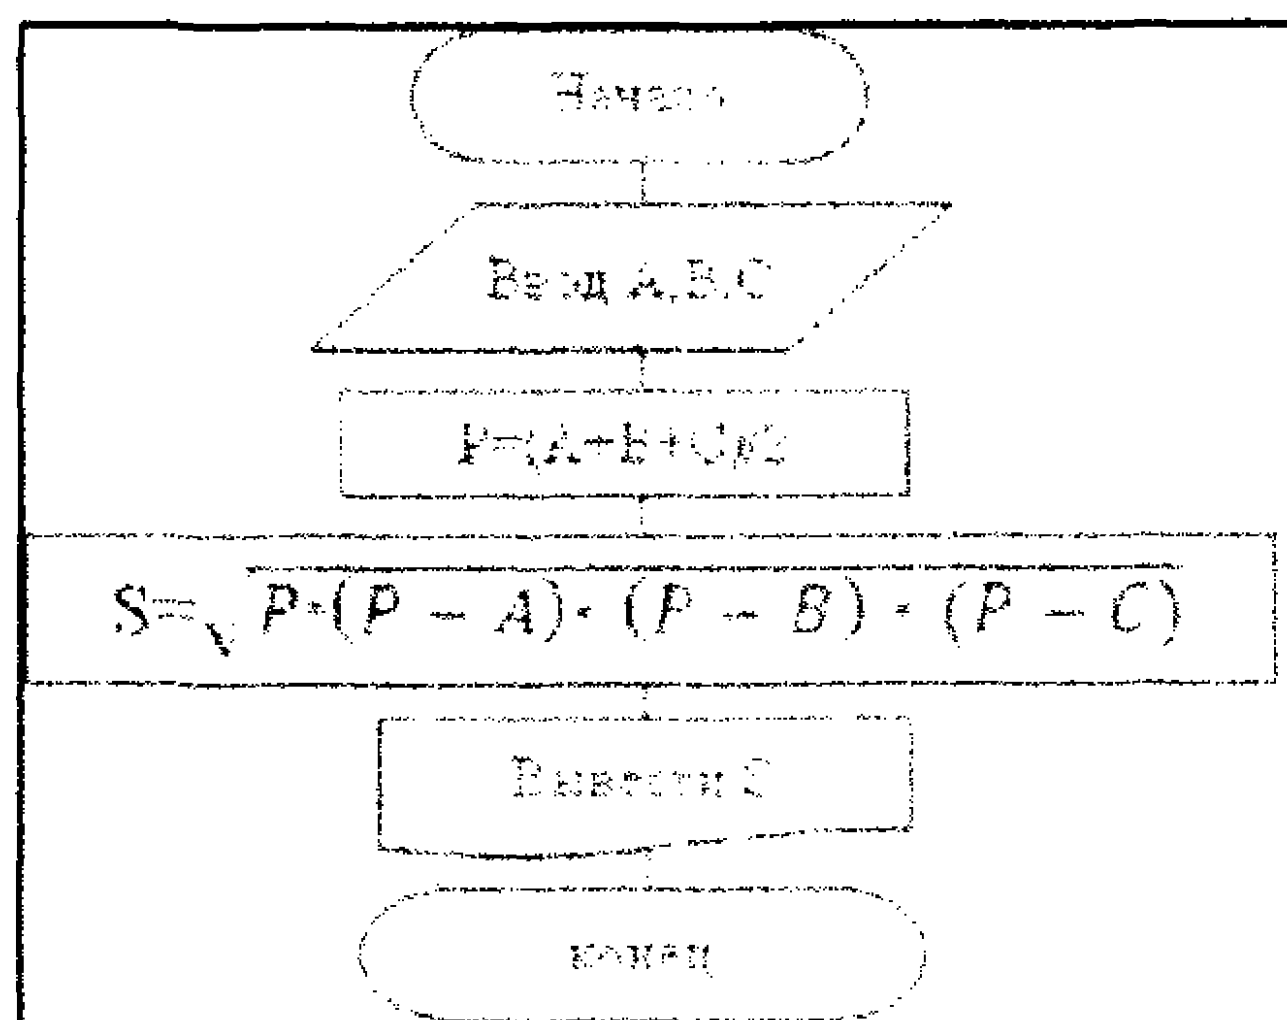 Начало
Ввод A,B,C
P=(A+B+C)/2
S=√P·(P − A)· (P − B) · (P − C)
Вывести S
конец